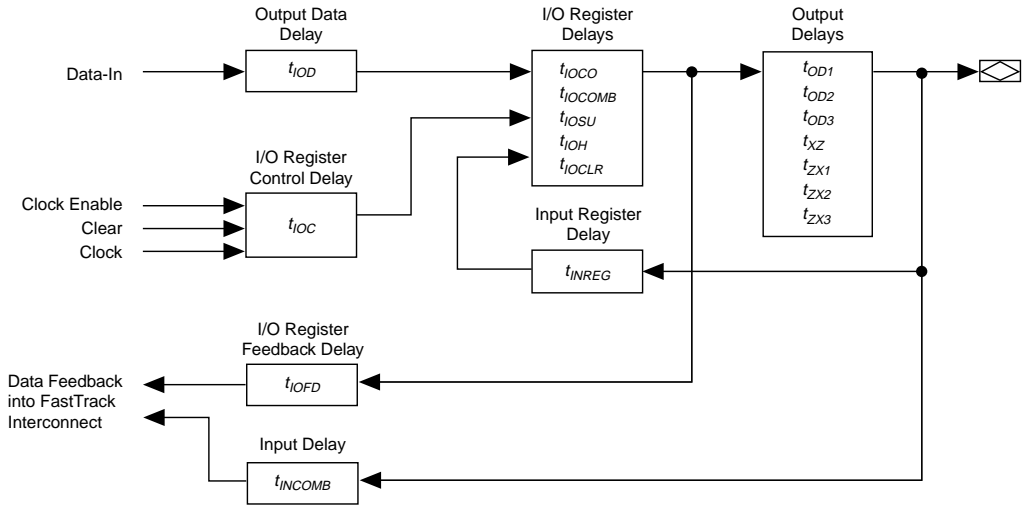 Output Data
Delay
I/O Register
Delays
Output
Delays
Data-In
tIOD
tIOCO
tIOCOMB
tIOSU
tIOH
tIOCLR
tOD1
tOD2
tOD3
tXZ
tZX1
tZX2
tZX3
I/O Register
Control Delay
Clock Enable
Clear
Clock
tIOC
Input Register
Delay
tINREG
I/O Register
Feedback Delay
tIOFD
Data Feedback
into FastTrack
Interconnect
Input Delay
tINCOMB